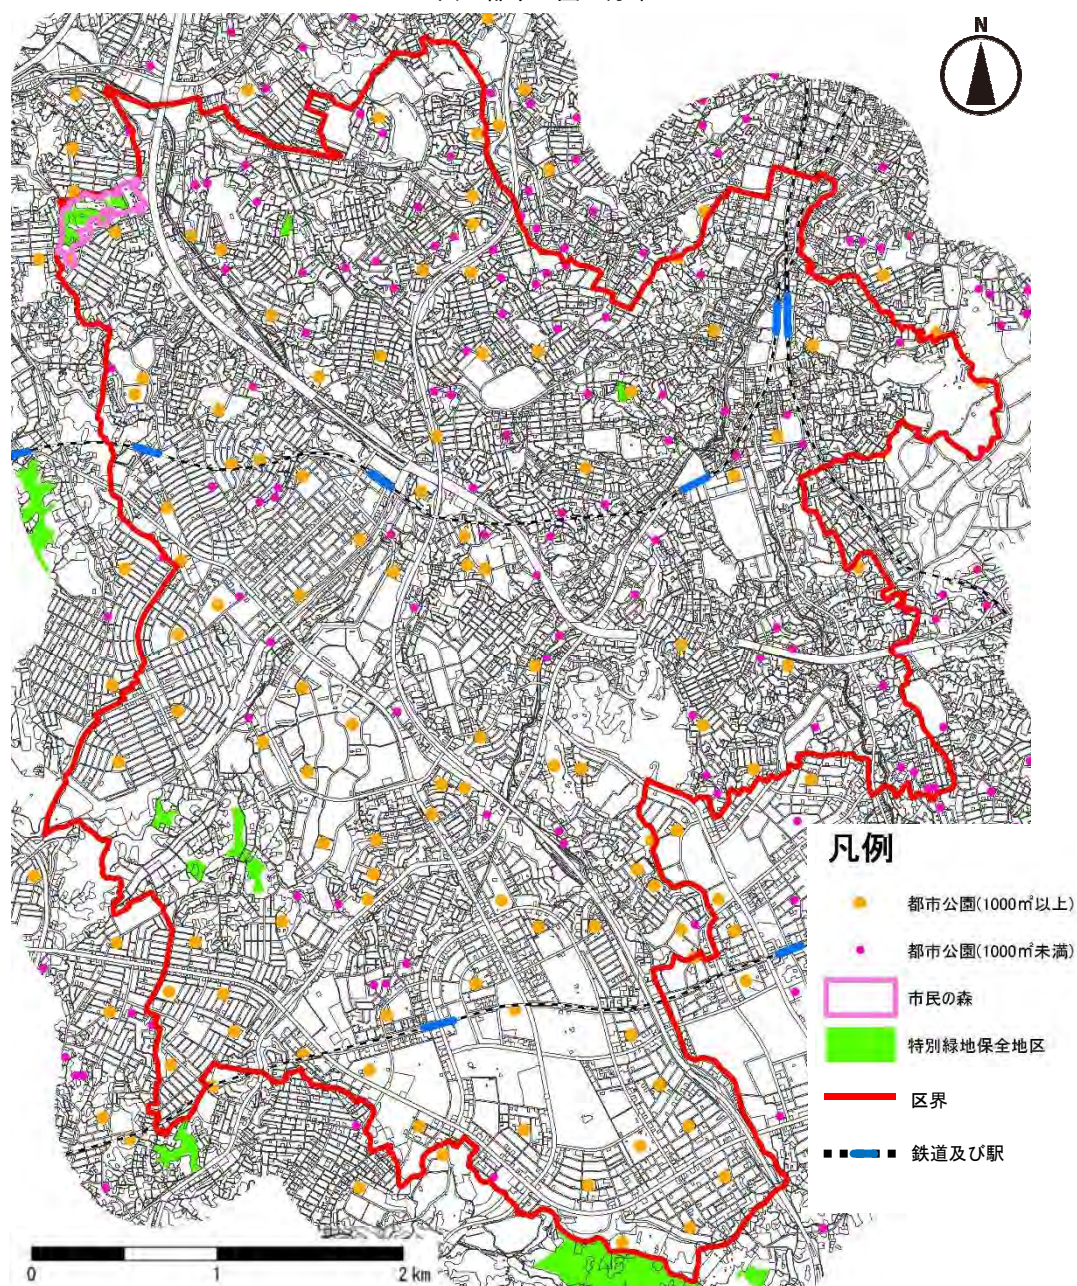 N
凡例
都市公園(1000㎡以上)
都市公園(1000㎡未満)
市民の森
特別緑地保全地区
区界
鉄道及び駅
0 1 2 km